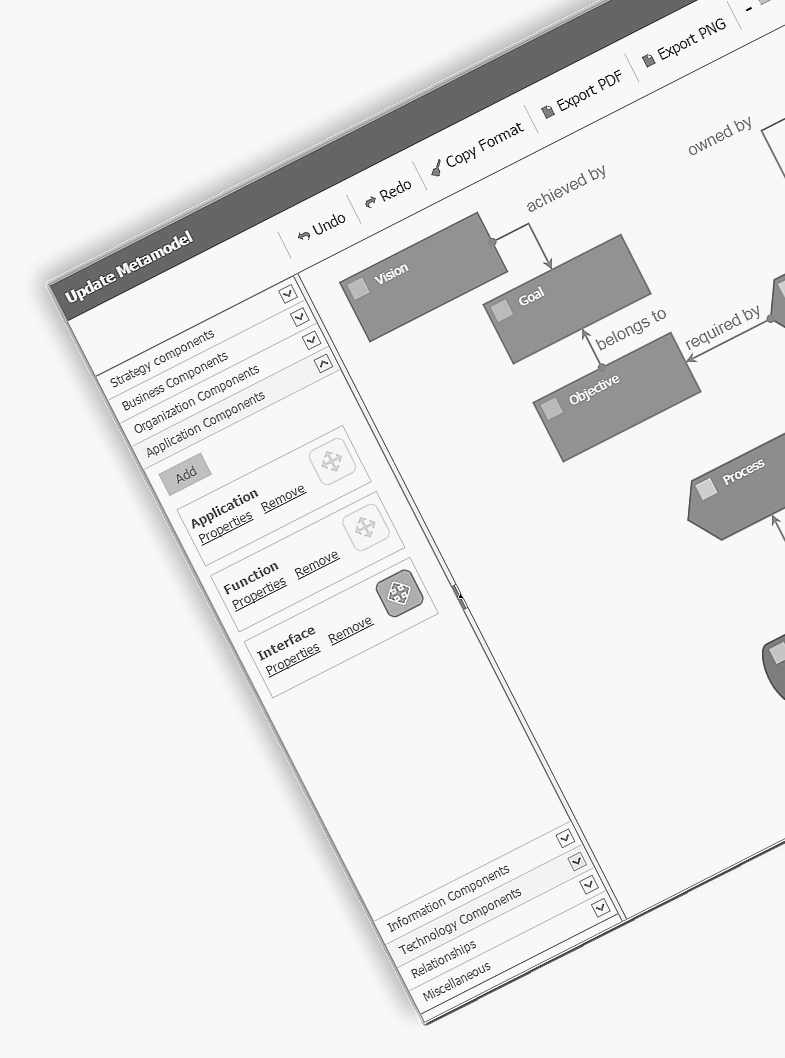 Update Metamodel
Undo
Redo
Copy Format
Export PDF
Export PNG
Strategy components
Business Components
Organization Components
Application Components
Add
Application
Properties Remove
Function
Properties Remove
Interface
Properties Remove
Information Components
Technology Components
Relationships
Miscellaneous
Vision
achieved by
owned by
Goal
belongs to
required by
Objective
Process